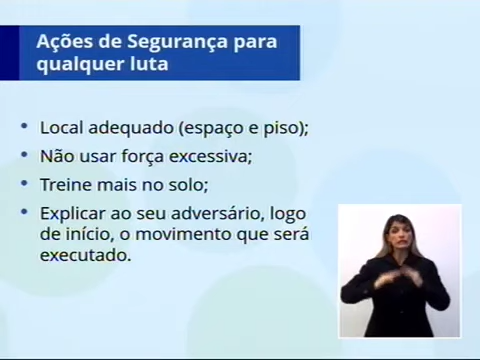 Ações de Segurança para
qualquer luta
• Local adequado (espaço e piso);
• Não usar força excessiva;
• Treine mais no solo;
• Explicar ao seu adversário, logo
de início, o movimento que será
executado.